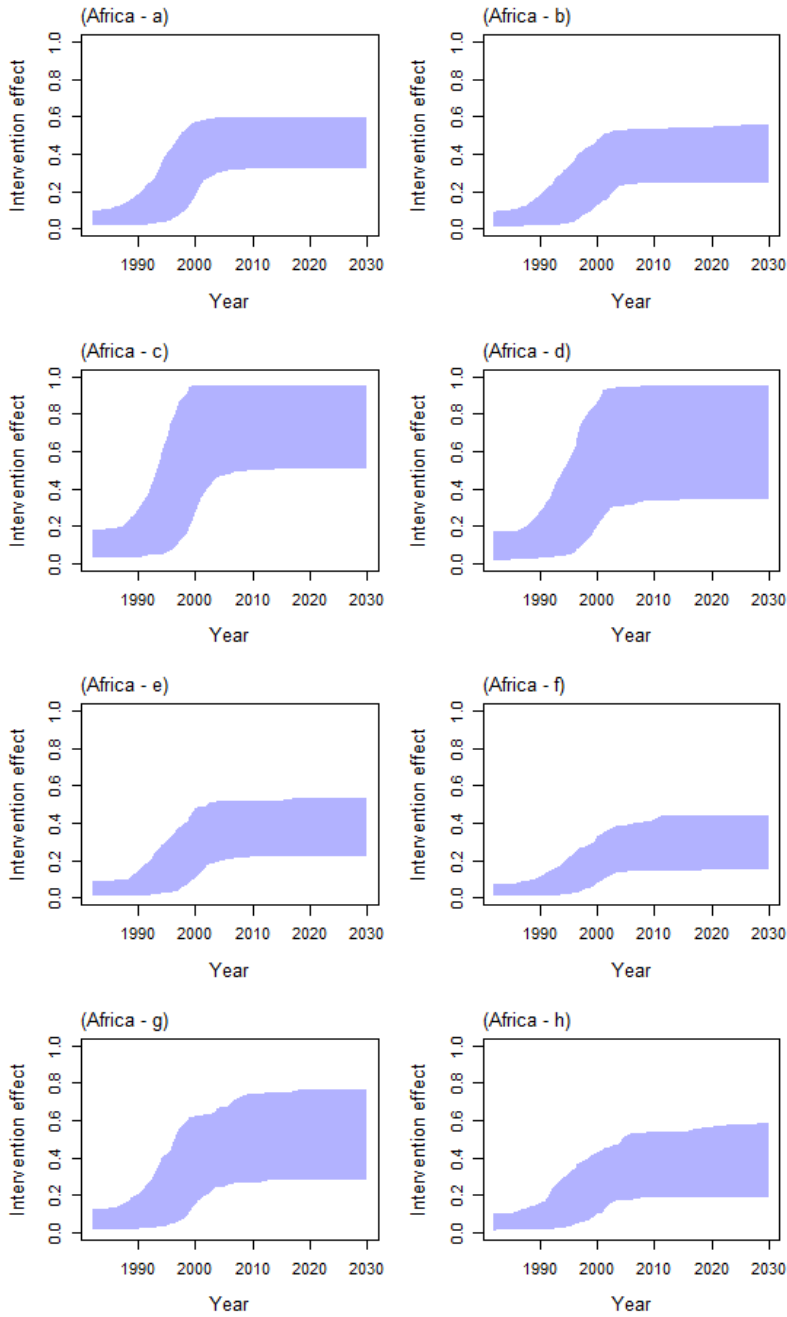 (Africa - a)
Intervention effect
1.0
0.8
0.6
0.4
0.2
0.0
1990 2000 2010 2020 2030
Year
(Africa - b)
Intervention effect
1.0
0.8
0.6
0.4
0.2
0.0
1990 2000 2010 2020 2030
Year
(Africa - c)
Intervention effect
1.0
0.8
0.6
0.4
0.2
0.0
1990 2000 2010 2020 2030
Year
(Africa - d)
Intervention effect
1.0
0.8
0.6
0.4
0.2
0.0
1990 2000 2010 2020 2030
Year
(Africa - e)
Intervention effect
1.0
0.8
0.6
0.4
0.2
0.0
1990 2000 2010 2020 2030
Year
(Africa - f)
Intervention effect
1.0
0.8
0.6
0.4
0.2
0.0
1990 2000 2010 2020 2030
Year
(Africa - g)
Intervention effect
1.0
0.8
0.6
0.4
0.2
0.0
1990 2000 2010 2020 2030
Year
(Africa - h)
Intervention effect
1.0
0.8
0.6
0.4
0.2
0.0
1990 2000 2010 2020 2030
Year